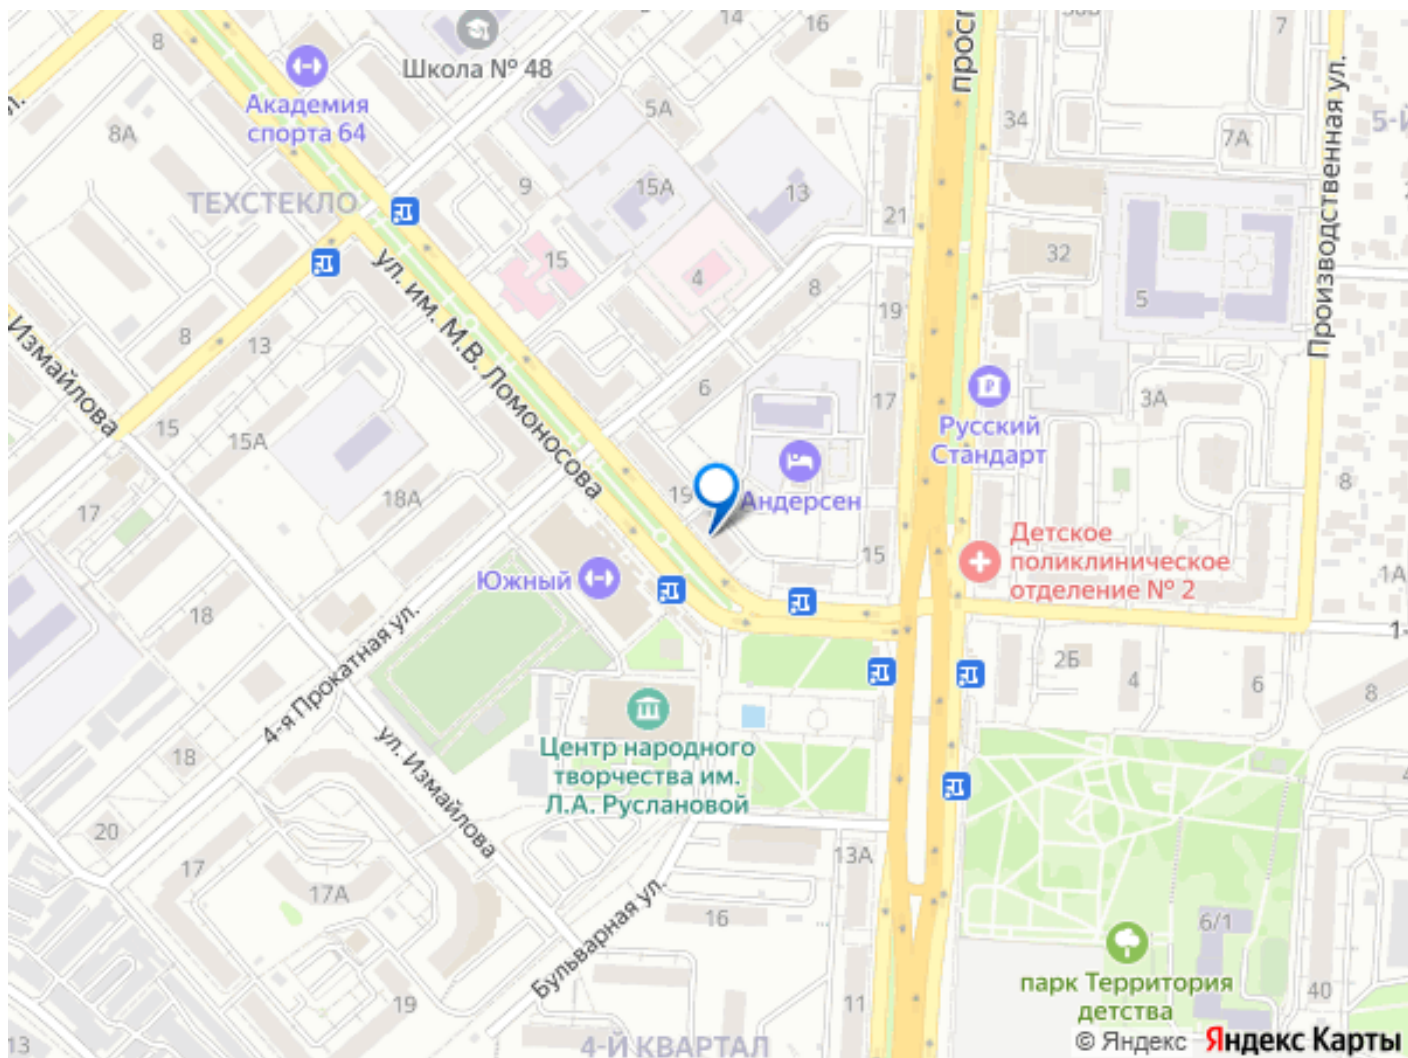 8
14
16
7
Школа № 48
проспе
Академия
спорта 64
5А
34
7А
8А
Производственная ул.
ТЕХСТЕКЛО
9
15А
13
21
15
4
32
5
8
19
ул. им. М.В. Ломоносова
Измайлова
8
13
6
17
3А
Русский
Стандарт
15
15А
18А
19
Андерсен
8
17
15
Детское
поликлиническое
отделение № 2
1А
Южный
18
4-я Прокатная ул.
2Б
4
6
8
1-
18
Центр народного
творчества им.
Л.А. Руслановой
ул. Измайлова
20
17
17А
13А
16
Бульварная ул.
6/1
19
11
парк Территория
детства
40
13
4-Й КВАРТАЛ
© Яндекс Яндекс Карты